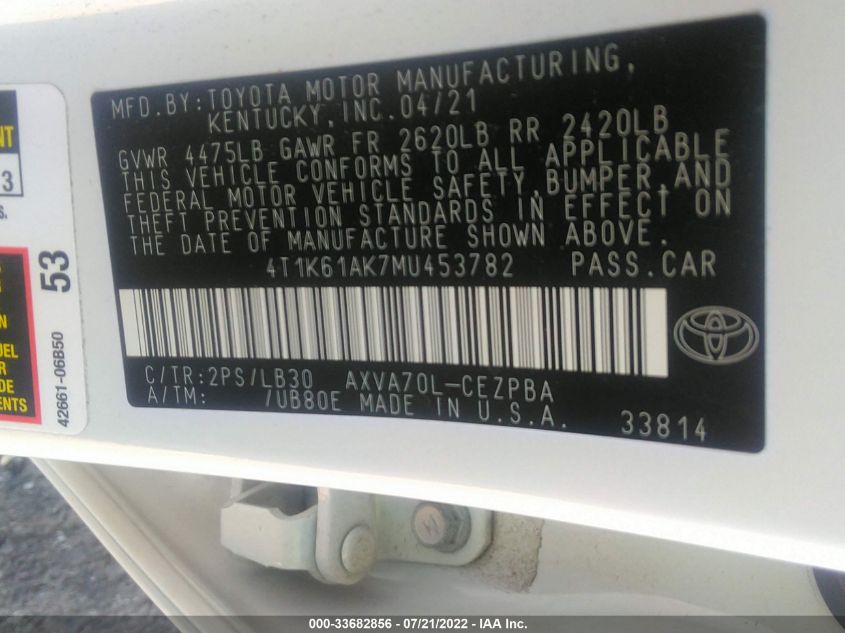 MFD.BY:TOYOTA MOTOR MANUFACTURING,
KENTUCKY,INC.04/21
GVWR 4475LB GAWR FR 2620LB RR 2420LB
THIS VEHICLE CONFORMS TO ALL APPLICABLE
FEDERAL MOTOR VEHICLE SAFETY,BUMPER,AND
THEFT PREVENTION STANDARDS IN EFFECT ON
THE DATE OF MANUFACTURE SHOWN ABOVE.
4T1K61AK7MU453782 PASS.CAR
C/TR:2PS/LB30 AXVA70L-CEZPBA
A/TM: /UB80E MADE IN U.S.A.
33814
3
53
42661-06B50
000-33682856 - 07/21/2022 - IAA Inc.